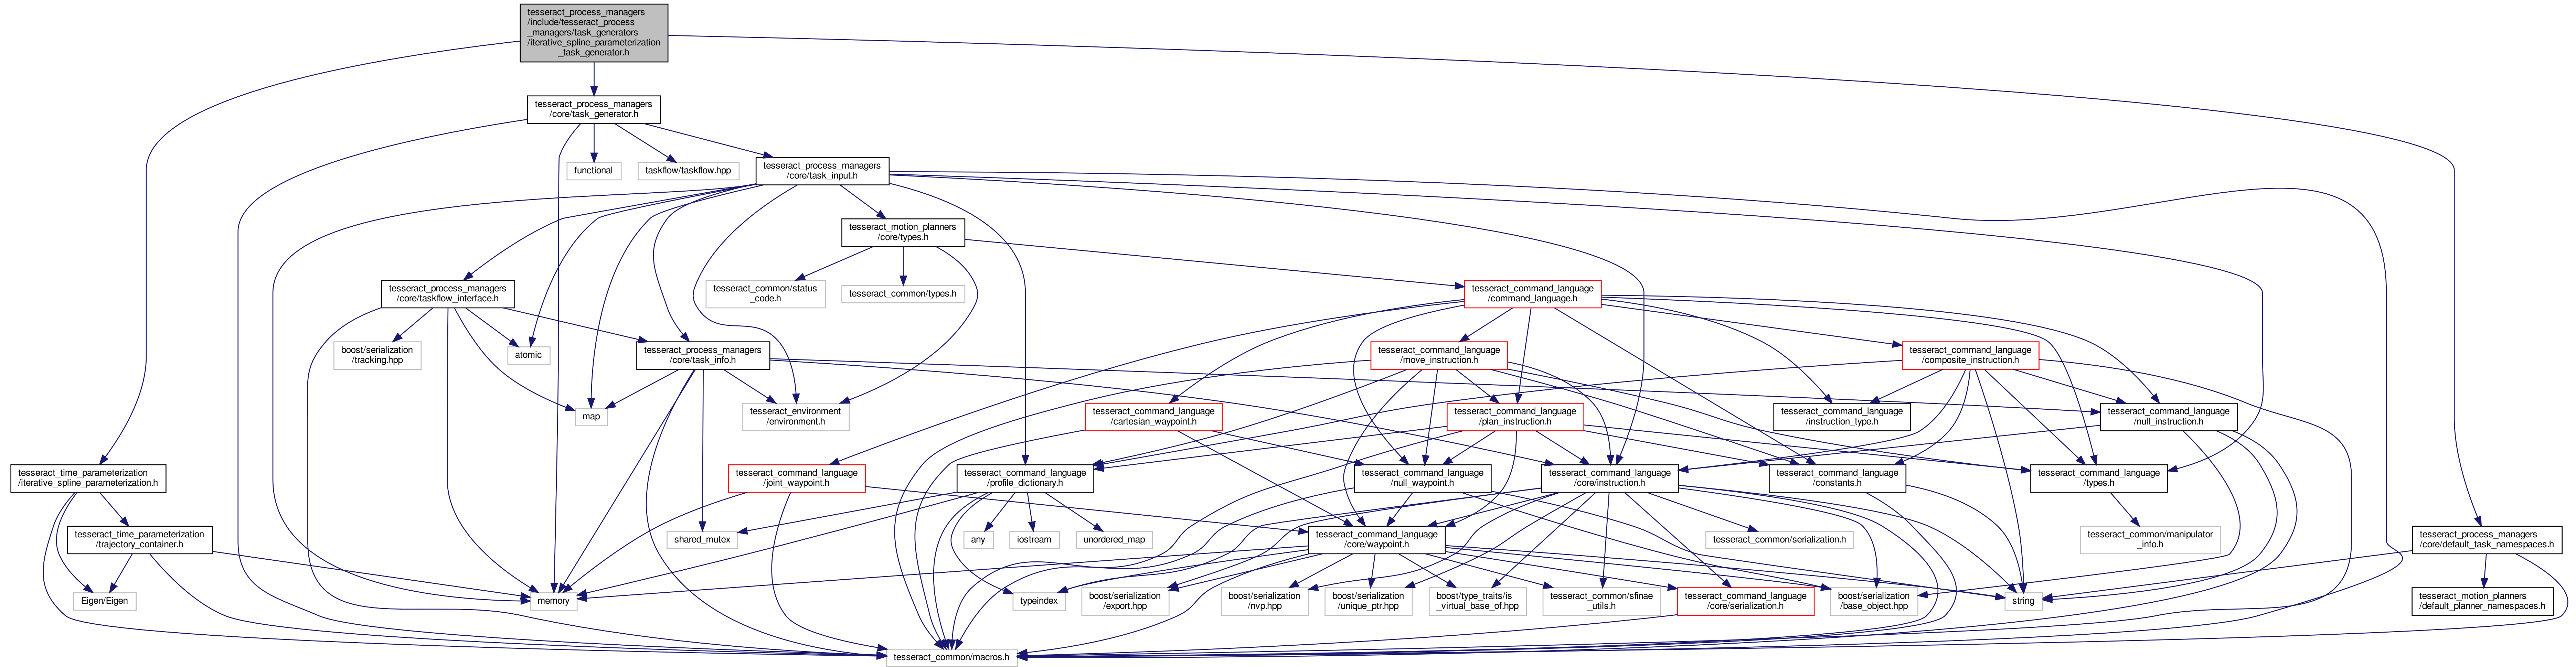 tesseract_process_managers
/include/tesseract_process
_managers/task_generators
/iterative_spline_parameterization
_task_generator.h
tesseract_process_managers
/core/task_generator.h
functional
taskflow/taskflow.hpp
tesseract_process_managers
/core/task_input.h
tesseract_motion_planners
/core/types.h
tesseract_process_managers
/core/taskflow_interface.h
tesseract_common/status
_code.h
tesseract_common/types.h
tesseract_command_language
/command_language.h
boost/serialization
/tracking.hpp
atomic
tesseract_process_managers
/core/task_info.h
tesseract_command_language
/move_instruction.h
tesseract_command_language
/composite_instruction.h
map
tesseract_environment
/environment.h
tesseract_command_language
/cartesian_waypoint.h
tesseract_command_language
/plan_instruction.h
tesseract_command_language
/instruction_type.h
tesseract_command_language
/null_instruction.h
tesseract_time_parameterization
/iterative_spline_parameterization.h
tesseract_command_language
/joint_waypoint.h
tesseract_command_language
/profile_dictionary.h
tesseract_command_language
/null_waypoint.h
tesseract_command_language
/core/instruction.h
tesseract_command_language
/constants.h
tesseract_command_language
/types.h
tesseract_time_parameterization
/trajectory_container.h
shared_mutex
any
iostream
unordered_map
tesseract_command_language
/core/waypoint.h
tesseract_common/serialization.h
tesseract_common/manipulator
_info.h
tesseract_process_managers
/core/default_task_namespaces.h
Eigen/Eigen
memory
typeindex
boost/serialization
/export.hpp
boost/serialization
/nvp.hpp
boost/serialization
/unique_ptr.hpp
boost/type_traits/is
_virtual_base_of.hpp
tesseract_common/sfinae
_utils.h
tesseract_command_language
/core/serialization.h
boost/serialization
/base_object.hpp
string
tesseract_motion_planners
/default_planner_namespaces.h
tesseract_common/macros.h